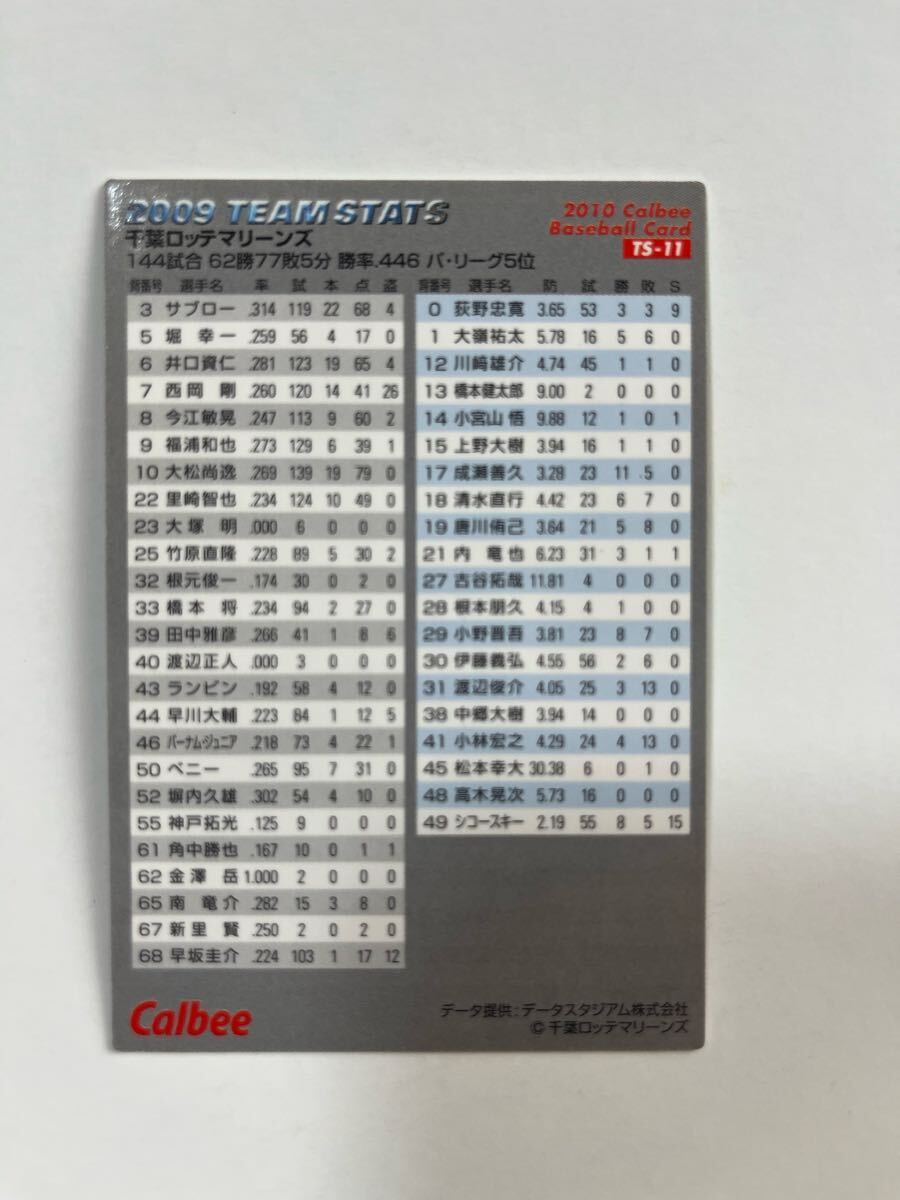 2009 TEAM STATS
2010 Calbee
Baseball Card
TS-11
千葉ロッテマリーンズ
144試合 62勝77敗5分 勝率.446 パ・リーグ5位
背番号 選手名 率 試 本 点 盗
3 サブロー .314 119 22 68 4
5 堀 幸一 .259 56 4 17 0
6 井口資仁 .281 123 19 65 4
7 西岡 剛 .260 120 14 41 26
8 今江敏晃 .247 113 9 60 2
9 福浦和也 .273 129 6 39 1
10 大松尚逸 .269 139 19 79 0
22 里崎智也 .234 124 10 49 0
23 大塚 明 .000 6 0 0 0
25 竹原直隆 .228 89 5 30 2
32 根元俊一 .174 30 0 2 0
33 橋本 将 .234 94 2 27 0
39 田中雅彦 .266 41 1 8 6
40 渡辺正人 .000 3 0 0 0
43 ランビン .192 58 4 12 0
44 早川大輔 .223 84 1 12 5
46 バーナムジュニア .218 73 4 22 1
50 ベニー .265 95 7 31 0
52 堀内久雄 .302 54 4 10 0
55 神戸拓光 .125 9 0 0 0
61 角中勝也 .167 10 0 1 1
62 金澤 岳 1.000 2 0 0 0
65 南 竜介 .282 15 3 8 0
67 新里 賢 .250 2 0 2 0
68 早坂圭介 .224 103 1 17 12
背番号 選手名 防 試 勝 敗 S
0 荻野忠寛 3.65 53 3 3 9
1 大嶺祐太 5.78 16 5 6 0
12 川﨑雄介 4.74 45 1 1 0
13 橋本健太郎 9.00 2 0 0 0
14 小宮山 悟 9.88 12 1 0 1
15 上野大樹 3.94 16 1 1 0
17 成瀬善久 3.28 23 11 5 0
18 清水直行 4.42 23 6 7 0
19 唐川侑己 3.64 21 5 8 0
21 内 竜也 6.23 31 3 1 1
27 古谷拓哉 11.81 4 0 0 0
28 根本朋久 4.15 4 1 0 0
29 小野晋吾 3.81 23 8 7 0
30 伊藤義弘 4.55 56 2 6 0
31 渡辺俊介 4.05 25 3 13 0
38 中郷大樹 3.94 14 0 0 0
41 小林宏之 4.29 24 4 13 0
45 松本幸大 30.38 6 0 1 0
48 高木晃次 5.73 16 0 0 0
49 シコースキー 2.19 55 8 5 15
Calbee
データ提供:データスタジアム株式会社
© 千葉ロッテマリーンズ